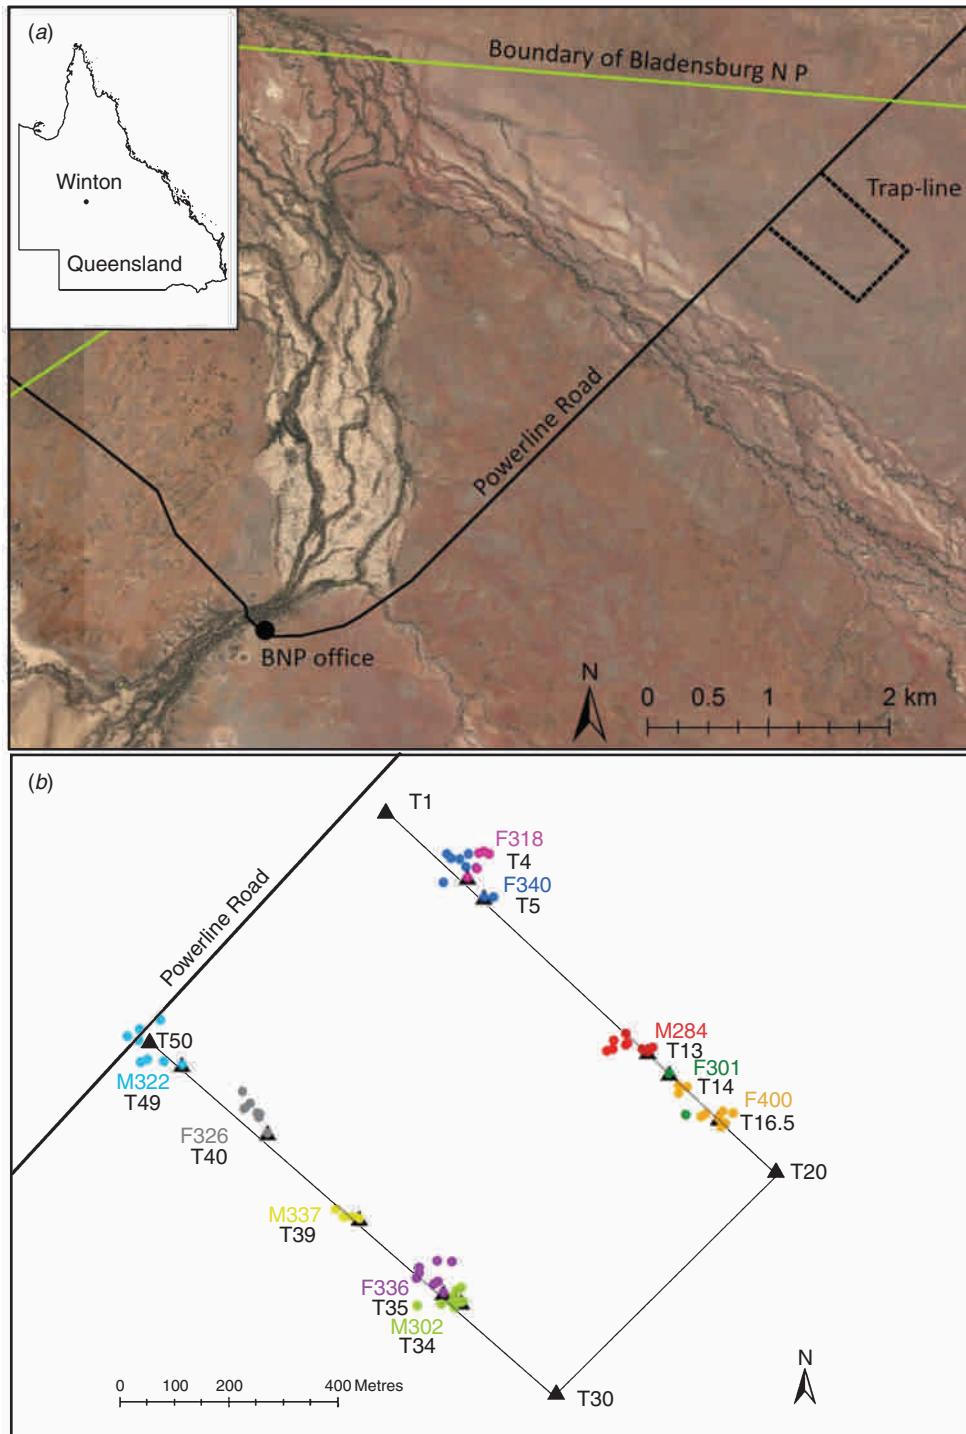 (a)
Boundary of Bladensburg N P
Trap-line
Winton
Queensland
Powerline Road
BNP office
N
0 0.5 1 2 km
(b)
T1
F318
T4
F340
T5
Powerline Road
T50
M322
T49
M284
T13
F301
T14
F400
T16.5
F326
T40
T20
M337
T39
F336
T35
M302
T34
N
0 100 200 400 Metres
T30